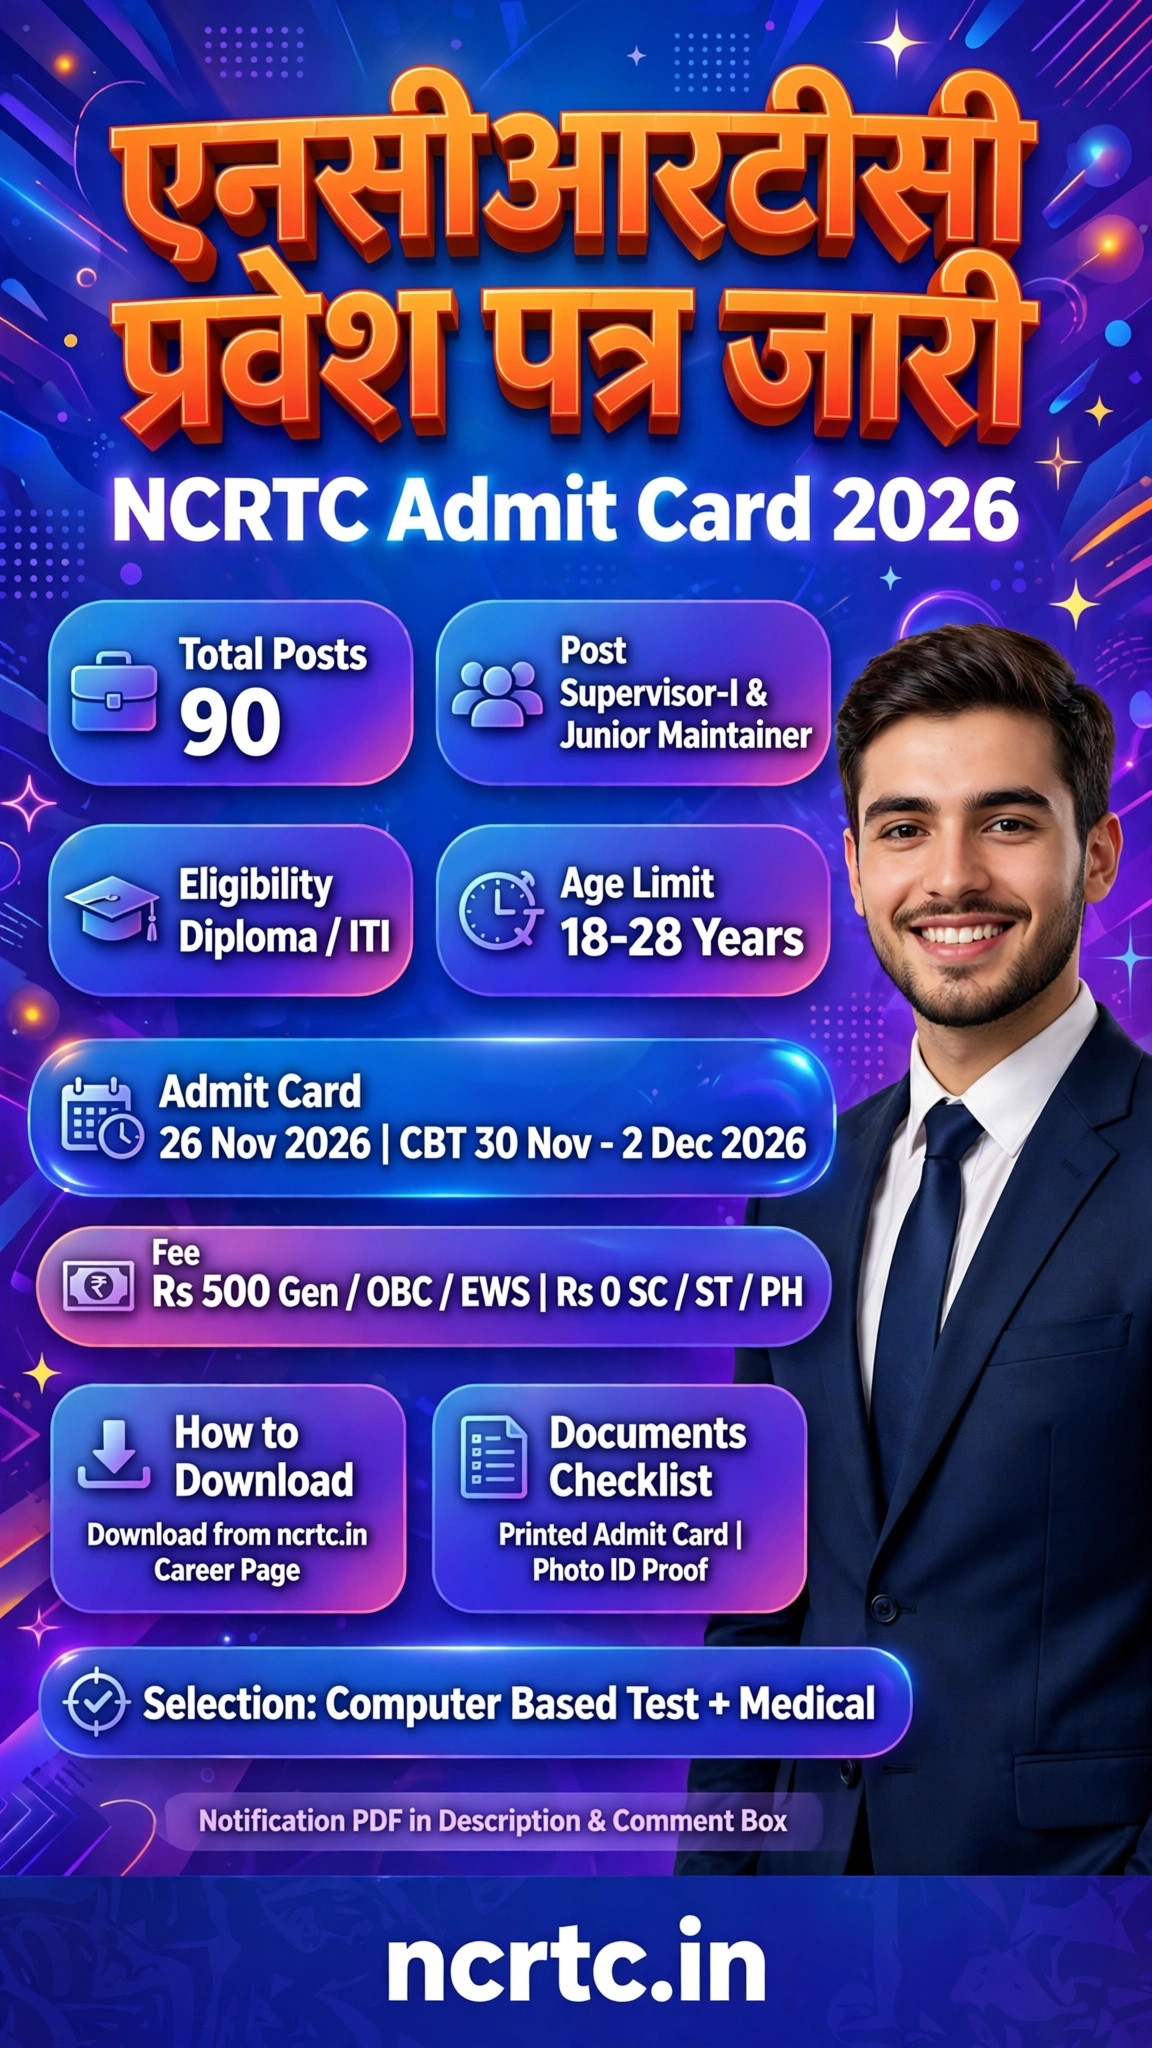 एनसीआरटीसी
प्रवेश पत्र जारी
NCRTC Admit Card 2026
Total Posts
90
Post
Supervisor-I &
Junior Maintainer
Eligibility
Diploma / ITI
Age Limit
18-28 Years
Admit Card
26 Nov 2026 | CBT 30 Nov - 2 Dec 2026
Fee
Rs 500 Gen / OBC / EWS | Rs 0 SC / ST / PH
How to
Download
Download from ncrtc.in
Career Page
Documents
Checklist
Printed Admit Card |
Photo ID Proof
Selection: Computer Based Test + Medical
Notification PDF in Description & Comment Box
ncrtc.in